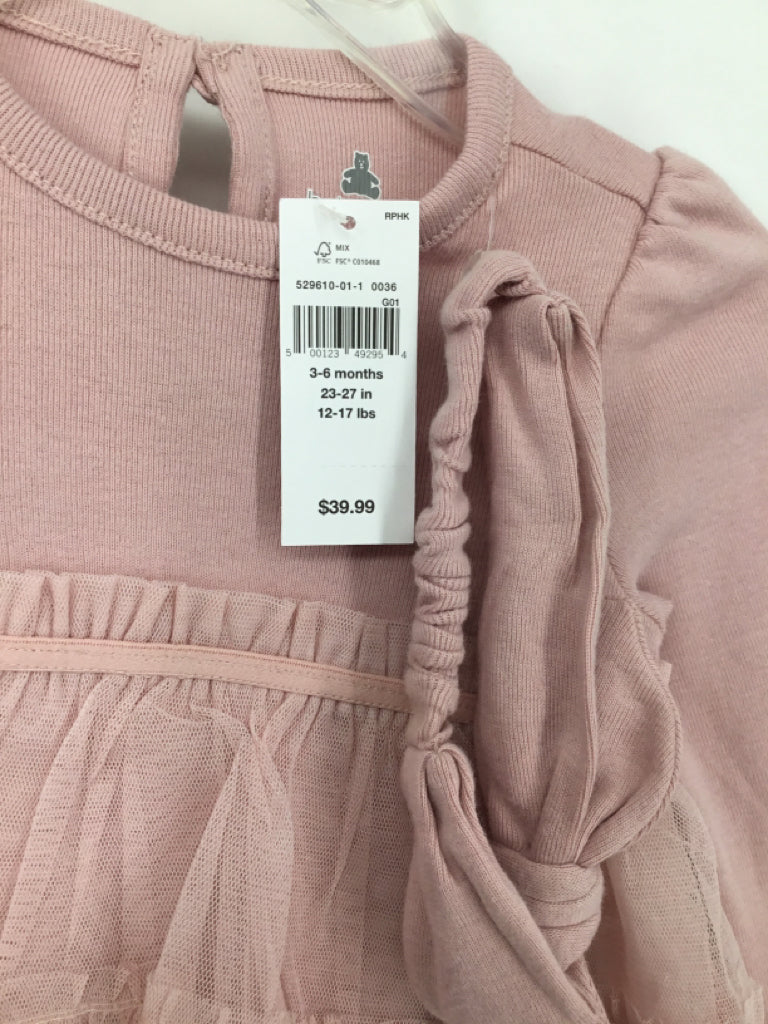 RPHK
MIX
FSC
FSC® C010468
529610-01-1 0036
G01
5 00123 49295 4
3-6 months
23-27 in
12-17 lbs
$39.99